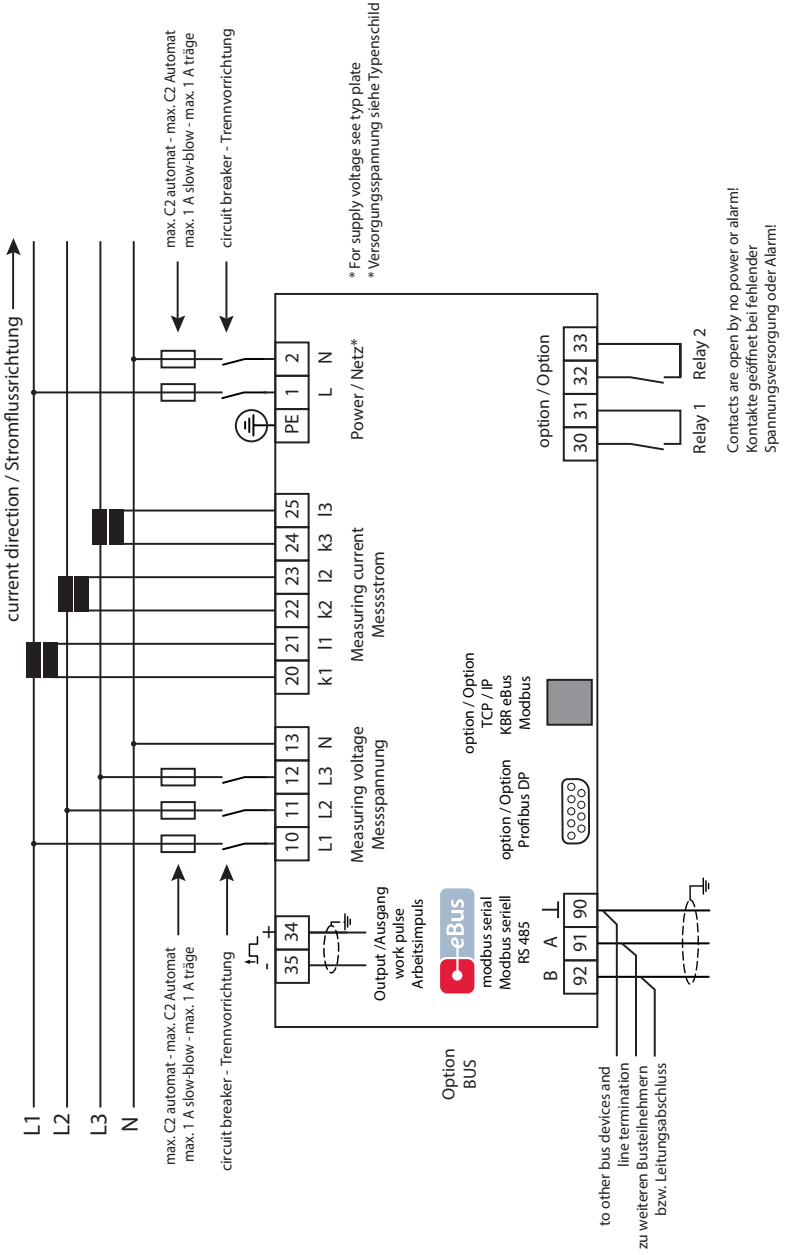 current direction / Stromflussrichtung
L1
L2
L3
N
max. C2 automat - max. C2 Automat
max. 1 A slow-blow - max. 1 A träge
circuit breaker - Trennvorrichtung
max. C2 automat - max. C2 Automat
max. 1 A slow-blow - max. 1 A träge
circuit breaker - Trennvorrichtung
- +
35 34
Output /Ausgang
work pulse
Arbeitsimpuls
10 11 12 13
L1 L2 L3 N
Measuring voltage
Messspannung
20 21 22 23 24 25
k1 l1 k2 l2 k3 l3
Measuring current
Messsstrom
PE 1 2
L N
Power / Netz*
* For supply voltage see typ plate
* Versorgungsspannung siehe Typenschild
Option
BUS
eBus
modbus serial
Modbus seriell
RS 485
B A
92 91 90
option / Option
Profibus DP
option / Option
TCP / IP
KBR eBus
Modbus
option / Option
30 31 32 33
Relay 1 Relay 2
to other bus devices and
line termination
zu weiteren Busteilnehmern
bzw. Leitungsabschluss
Contacts are open by no power or alarm!
Kontakte geöffnet bei fehlender
Spannungsversorgung oder Alarm!